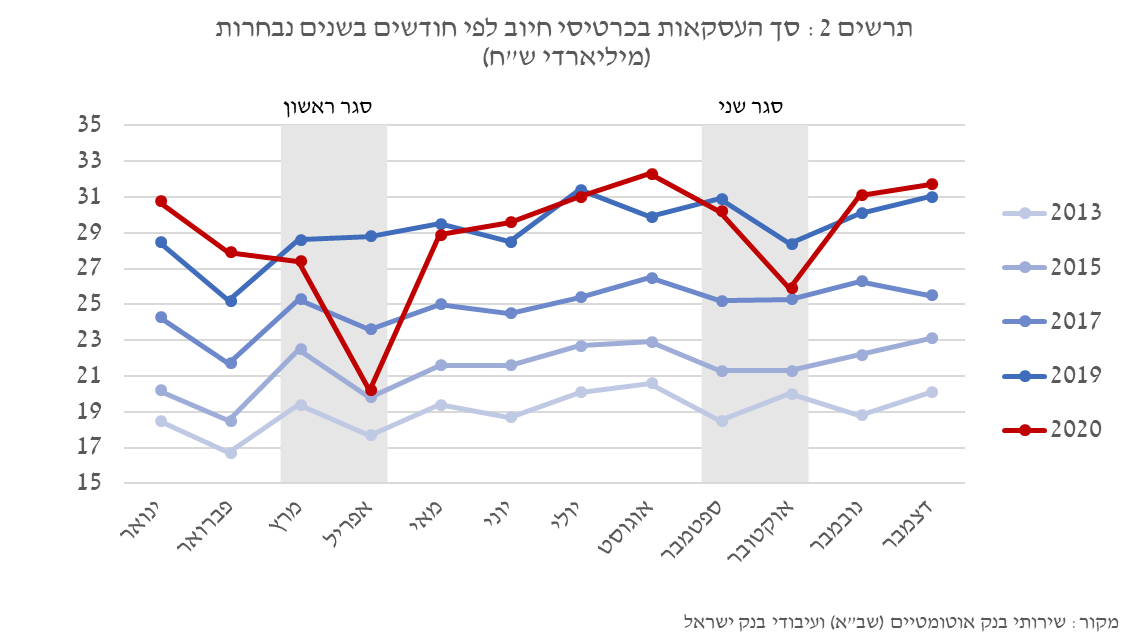 תרשים 2 : סך העסקאות בכרטיסי חיוב לפי חודשים בשנים נבחרות
(מיליארדי ש״ח)
סגר ראשון
סגר שני
35
33
31
29
27
25
23
21
19
17
15
ינואר
פברואר
מרץ
אפריל
מאי
יוני
יולי
אוגוסט
ספטמבר
אוקטובר
נובמבר
דצמבר
2013
2015
2017
2019
2020
מקור : שירותי בנק אוטומטיים (שב״א) ועיבודי בנק ישראל